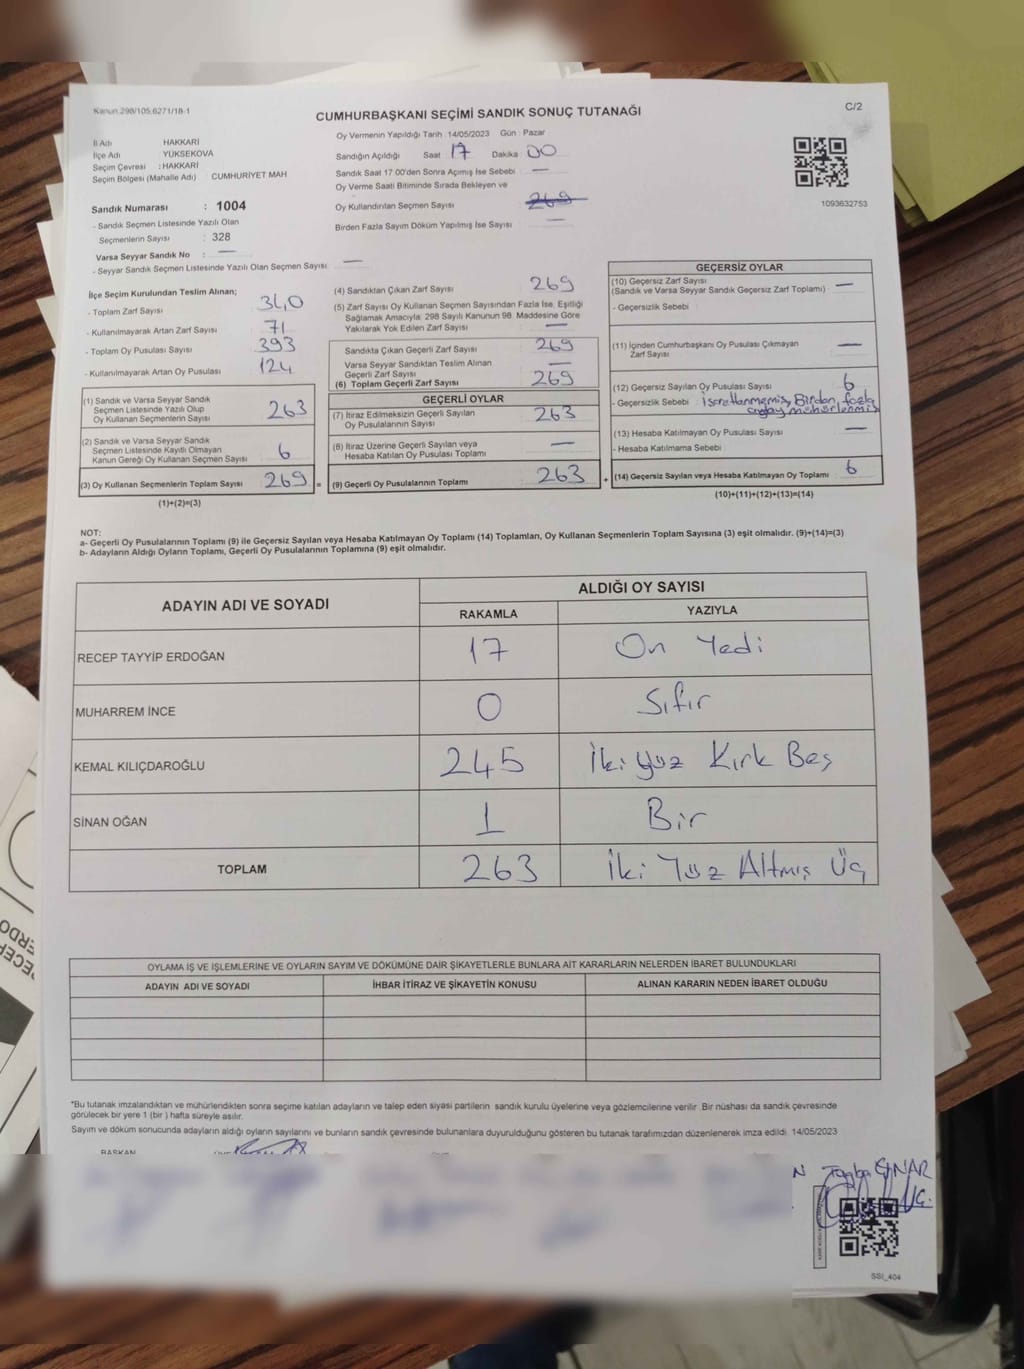 Kanun:298/105,6271/18-1
C/2
CUMHURBAŞKANI SEÇİMİ SANDIK SONUÇ TUTANAĞI
İl Adı HAKKARİ
İlçe Adı YÜKSEKOVA
Seçim Çevresi : HAKKARİ
Seçim Bölgesi (Mahalle Adı) CUMHURİYET MAH
Sandık Numarası : 1004
- Sandık Seçmen Listesinde Yazılı Olan
Seçmenlerin Sayısı : 328
Varsa Seyyar Sandık No : —
- Seyyar Sandık Seçmen Listesinde Yazılı Olan Seçmen Sayısı : —
Oy Vermenin Yapıldığı Tarih : 14/05/2023 Gün : Pazar
Sandığın Açıldığı Saat 17 Dakika 00
Sandık Saat 17.00'den Sonra Açımış İse Sebebi : —
Oy Verme Saati Bitiminde Sırada Bekleyen ve
Oy Kullandırılan Seçmen Sayısı : 269
Birden Fazla Sayım Döküm Yapılmış İse Sayısı : —
1093632753
İlçe Seçim Kurulundan Teslim Alınan;
- Toplam Zarf Sayısı : 340
- Kullanılmayarak Artan Zarf Sayısı : 71
- Toplam Oy Pusulası Sayısı : 393
- Kullanılmayarak Artan Oy Pusulası : 124
(1) Sandık ve Varsa Seyyar Sandık
Seçmen Listesinde Yazılı Olup
Oy Kullanan Seçmenlerin Sayısı 263
(2) Sandık ve Varsa Seyyar Sandık
Seçmen Listesinde Kayıtlı Olmayan
Kanun Gereği Oy Kullanan Seçmen Sayısı 6
(3) Oy Kullanan Seçmenlerin Toplam Sayısı 269 =
(1)+(2)=(3)
(4) Sandıktan Çıkan Zarf Sayısı : 269
(5) Zarf Sayısı Oy Kullanan Seçmen Sayısından Fazla İse, Eşitliği
Sağlamak Amacıyla; 298 Sayılı Kanunun 98. Maddesine Göre
Yakılarak Yok Edilen Zarf Sayısı : —
Sandıkta Çıkan Geçerli Zarf Sayısı : 269
Varsa Seyyar Sandıktan Teslim Alınan
Geçerli Zarf Sayısı : —
(6) Toplam Geçerli Zarf Sayısı : 269
GEÇERLİ OYLAR
(7) İtiraz Edilmeksizin Geçerli Sayılan
Oy Pusulalarının Sayısı : 263
(8) İtiraz Üzerine Geçerli Sayılan veya
Hesaba Katılan Oy Pusulası Toplamı : —
(9) Geçerli Oy Pusulalarının Toplamı : 263 +
GEÇERSİZ OYLAR
(10) Geçersiz Zarf Sayısı
(Sandık ve Varsa Seyyar Sandık Geçersiz Zarf Toplamı) : —
- Geçersizlik Sebebi :
(11) İçinden Cumhurbaşkanı Oy Pusulası Çıkmayan
Zarf Sayısı : —
(12) Geçersiz Sayılan Oy Pusulası Sayısı : 6
- Geçersizlik Sebebi : İşretlanmamış, Birden fazla
adday mühürlenmiş
(13) Hesaba Katılmayan Oy Pusulası Sayısı : —
- Hesaba Katılmama Sebebi :
(14) Geçersiz Sayılan veya Hesaba Katılmayan Oy Toplamı : 6
(10)+(11)+(12)+(13)=(14)
NOT:
a- Geçerli Oy Pusulalarının Toplamı (9) ile Geçersiz Sayılan veya Hesaba Katılmayan Oy Toplamı (14) Toplamları, Oy Kullanan Seçmenlerin Toplam Sayısına (3) eşit olmalıdır. (9)+(14)=(3)
b- Adayların Aldığı Oyların Toplamı, Geçerli Oy Pusulalarının Toplamına (9) eşit olmalıdır.
ADAYIN ADI VE SOYADI
ALDIĞI OY SAYISI
RAKAMLA YAZIYLA
RECEP TAYYİP ERDOĞAN 17 On Yedi
MUHARREM İNCE 0 Sıfır
KEMAL KILIÇDAROĞLU 245 İki yüz Kırk Beş
SİNAN OĞAN 1 Bir
TOPLAM 263 İki Yüz Altmış Üç
OYLAMA İŞ VE İŞLEMLERİNE VE OYLARIN SAYIM VE DÖKÜMÜNE DAİR ŞİKAYETLERLE BUNLARA AİT KARARLARIN NELERDEN İBARET BULUNDUKLARI
ADAYIN ADI VE SOYADI İHBAR İTİRAZ VE ŞİKAYETİN KONUSU ALINAN KARARIN NEDEN İBARET OLDUĞU
*Bu tutanak imzalandıktan ve mühürlendikten sonra seçime katılan adayların ve talep eden siyasi partilerin sandık kurulu üyelerine veya gözlemcilerine verilir. Bir nüshası da sandık çevresinde
görülecek bir yere 1 (bir ) hafta süreyle asılır.
Sayım ve döküm sonucunda adayların aldığı oyların sayılarını ve bunların sandık çevresinde bulunanlara duyurulduğunu gösteren bu tutanak tarafımızdan düzenlenerek imza edildi. 14/05/2023
BAŞKAN
ÇINAR
SSI_404